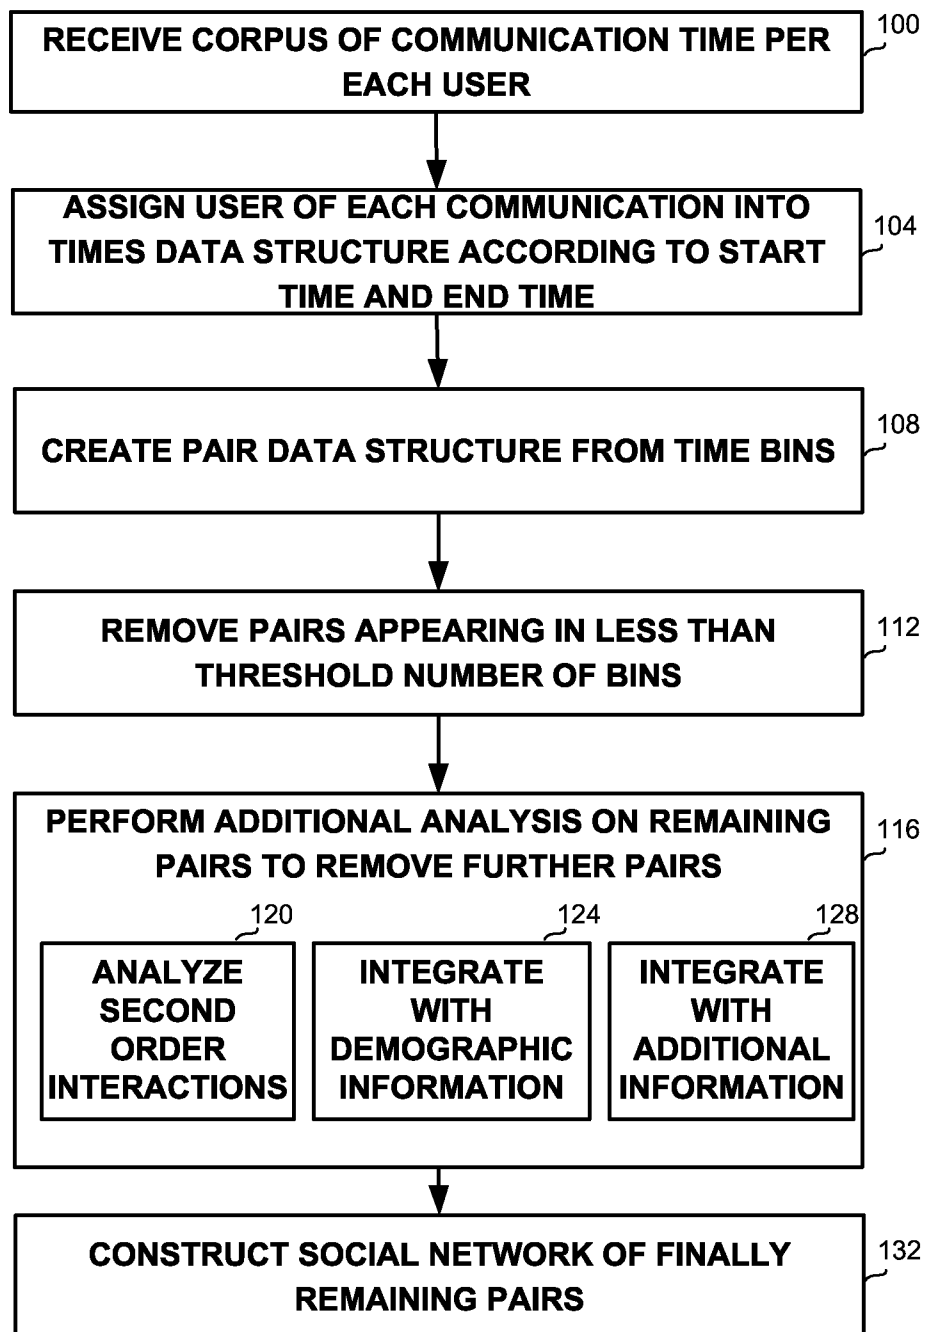 RECEIVE CORPUS OF COMMUNICATION TIME PER
EACH USER
100
ASSIGN USER OF EACH COMMUNICATION INTO
TIMES DATA STRUCTURE ACCORDING TO START
TIME AND END TIME
104
CREATE PAIR DATA STRUCTURE FROM TIME BINS
108
REMOVE PAIRS APPEARING IN LESS THAN
THRESHOLD NUMBER OF BINS
112
PERFORM ADDITIONAL ANALYSIS ON REMAINING
PAIRS TO REMOVE FURTHER PAIRS
116
120
ANALYZE
SECOND
ORDER
INTERACTIONS
124
INTEGRATE
WITH
DEMOGRAPHIC
INFORMATION
128
INTEGRATE
WITH
ADDITIONAL
INFORMATION
CONSTRUCT SOCIAL NETWORK OF FINALLY
REMAINING PAIRS
132